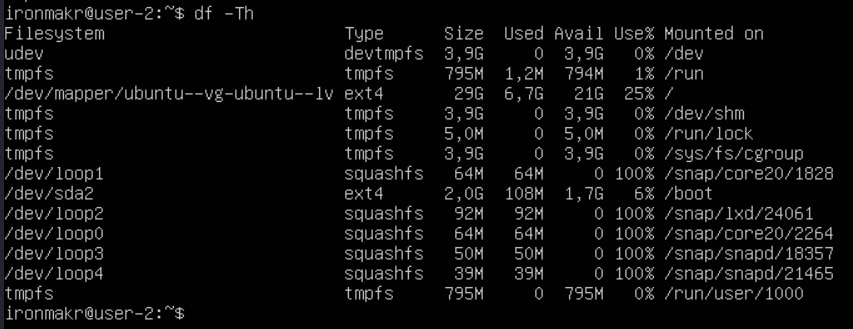 ironmakr@user-2:~$ df -Th
Filesystem Type Size Used Avail Use% Mounted on
udev devtmpfs 3,9G 0 3,9G 0% /dev
tmpfs tmpfs 795M 1,2M 794M 1% /run
/dev/mapper/ubuntu--vg-ubuntu--lv ext4 29G 6,7G 21G 25% /
tmpfs tmpfs 3,9G 0 3,9G 0% /dev/shm
tmpfs tmpfs 5,0M 0 5,0M 0% /run/lock
tmpfs tmpfs 3,9G 0 3,9G 0% /sys/fs/cgroup
/dev/loop1 squashfs 64M 64M 0 100% /snap/core20/1828
/dev/sda2 ext4 2,0G 108M 1,7G 6% /boot
/dev/loop2 squashfs 92M 92M 0 100% /snap/lxd/24061
/dev/loop0 squashfs 64M 64M 0 100% /snap/core20/2264
/dev/loop3 squashfs 50M 50M 0 100% /snap/snapd/18357
/dev/loop4 squashfs 39M 39M 0 100% /snap/snapd/21465
tmpfs tmpfs 795M 0 795M 0% /run/user/1000
ironmakr@user-2:~$